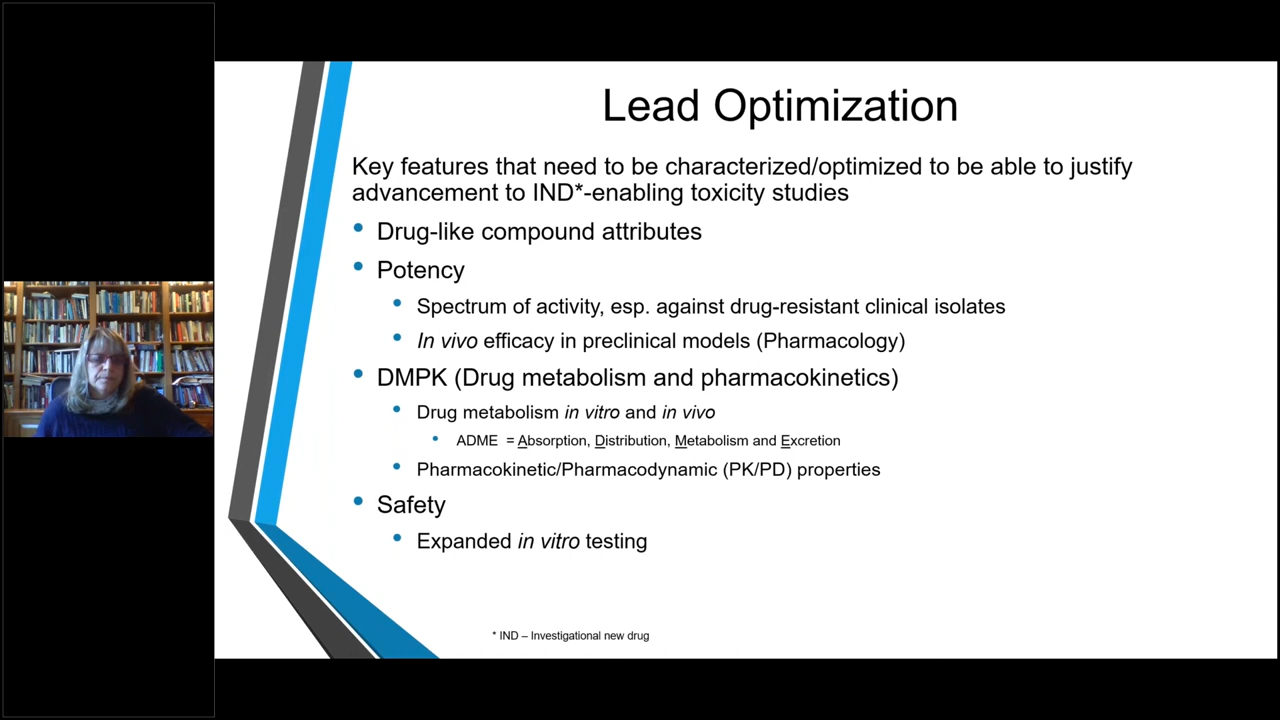 Lead Optimization
Key features that need to be characterized/optimized to be able to justify
advancement to IND*-enabling toxicity studies
• Drug-like compound attributes
• Potency
• Spectrum of activity, esp. against drug-resistant clinical isolates
• In vivo efficacy in preclinical models (Pharmacology)
• DMPK (Drug metabolism and pharmacokinetics)
• Drug metabolism in vitro and in vivo
• ADME = Absorption, Distribution, Metabolism and Excretion
• Pharmacokinetic/Pharmacodynamic (PK/PD) properties
• Safety
• Expanded in vitro testing
* IND – Investigational new drug